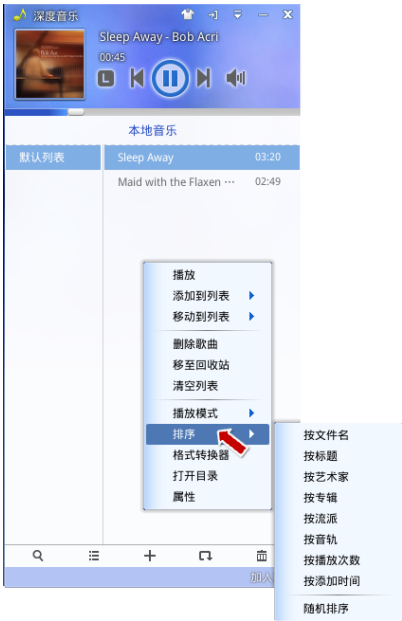 深度音乐
Sleep Away - Bob Acri
00:45
L
本地音乐
默认列表
Sleep Away 03:20
Maid with the Flaxen ··· 02:49
播放
添加到列表
移动到列表
删除歌曲
移至回收站
清空列表
播放模式
排序
格式转换器
打开目录
属性
按文件名
按标题
按艺术家
按专辑
按流派
按音轨
按播放次数
按添加时间
随机排序